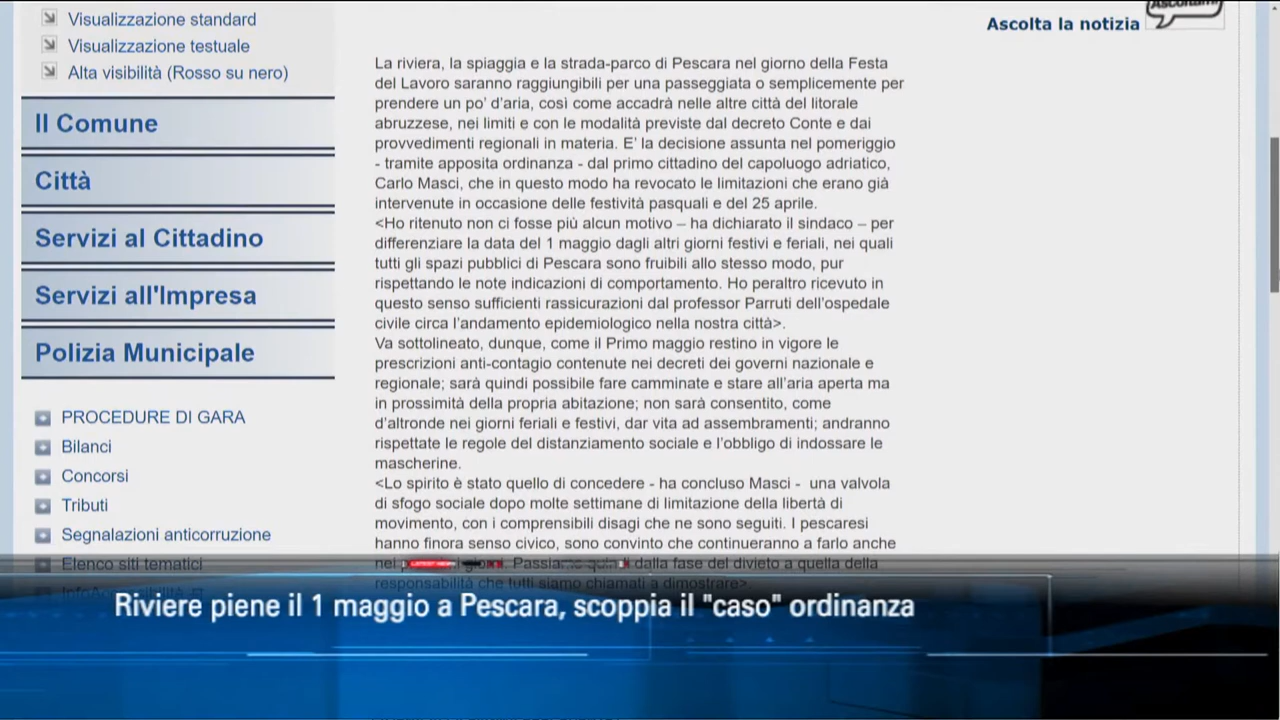 Visualizzazione standard
Visualizzazione testuale
Alta visibilità (Rosso su nero)
Il Comune
Città
Servizi al Cittadino
Servizi all'Impresa
Polizia Municipale
PROCEDURE DI GARA
Bilanci
Concorsi
Tributi
Segnalazioni anticorruzione
Elenco siti tematici
Ascolta la notizia
Ascoltami
La riviera, la spiaggia e la strada-parco di Pescara nel giorno della Festa
del Lavoro saranno raggiungibili per una passeggiata o semplicemente per
prendere un po' d'aria, così come accadrà nelle altre città del litorale
abruzzese, nei limiti e con le modalità previste dal decreto Conte e dai
provvedimenti regionali in materia. E' la decisione assunta nel pomeriggio
- tramite apposita ordinanza - dal primo cittadino del capoluogo adriatico,
Carlo Masci, che in questo modo ha revocato le limitazioni che erano già
intervenute in occasione delle festività pasquali e del 25 aprile.
<Ho ritenuto non ci fosse più alcun motivo – ha dichiarato il sindaco – per
differenziare la data del 1 maggio dagli altri giorni festivi e feriali, nei quali
tutti gli spazi pubblici di Pescara sono fruibili allo stesso modo, pur
rispettando le note indicazioni di comportamento. Ho peraltro ricevuto in
questo senso sufficienti rassicurazioni dal professor Parruti dell'ospedale
civile circa l'andamento epidemiologico nella nostra città>.
Va sottolineato, dunque, come il Primo maggio restino in vigore le
prescrizioni anti-contagio contenute nei decreti dei governi nazionale e
regionale; sarà quindi possibile fare camminate e stare all'aria aperta ma
in prossimità della propria abitazione; non sarà consentito, come
d'altronde nei giorni feriali e festivi, dar vita ad assembramenti; andranno
rispettate le regole del distanziamento sociale e l'obbligo di indossare le
mascherine.
<Lo spirito è stato quello di concedere - ha concluso Masci - una valvola
di sfogo sociale dopo molte settimane di limitazione della libertà di
movimento, con i comprensibili disagi che ne sono seguiti. I pescaresi
hanno finora senso civico, sono convinto che continueranno a farlo anche
nei Passiamo quindi dalla fase del divieto a quella della
responsabilità che tutti siamo chiamati a dimostrare>.
LATEST NEWS
Riviere piene il 1 maggio a Pescara, scoppia il "caso" ordinanza